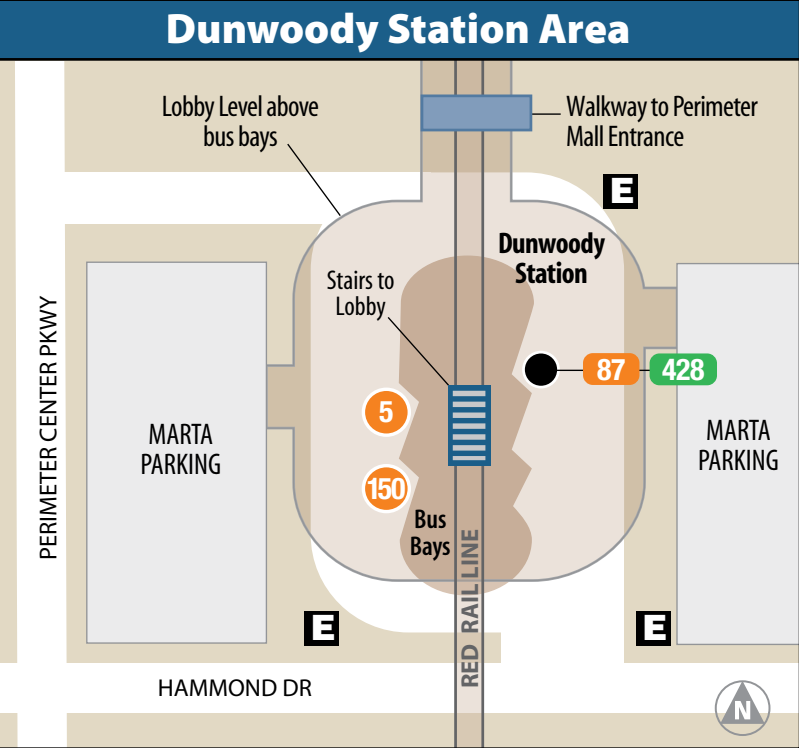 Dunwoody Station Area
Lobby Level above
bus bays
Walkway to Perimeter
Mall Entrance
E
Dunwoody
Station
Stairs to
Lobby
87
428
5
MARTA
PARKING
MARTA
PARKING
150
Bus
Bays
PERIMETER CENTER PKWY
RED RAIL LINE
E
E
HAMMOND DR
N